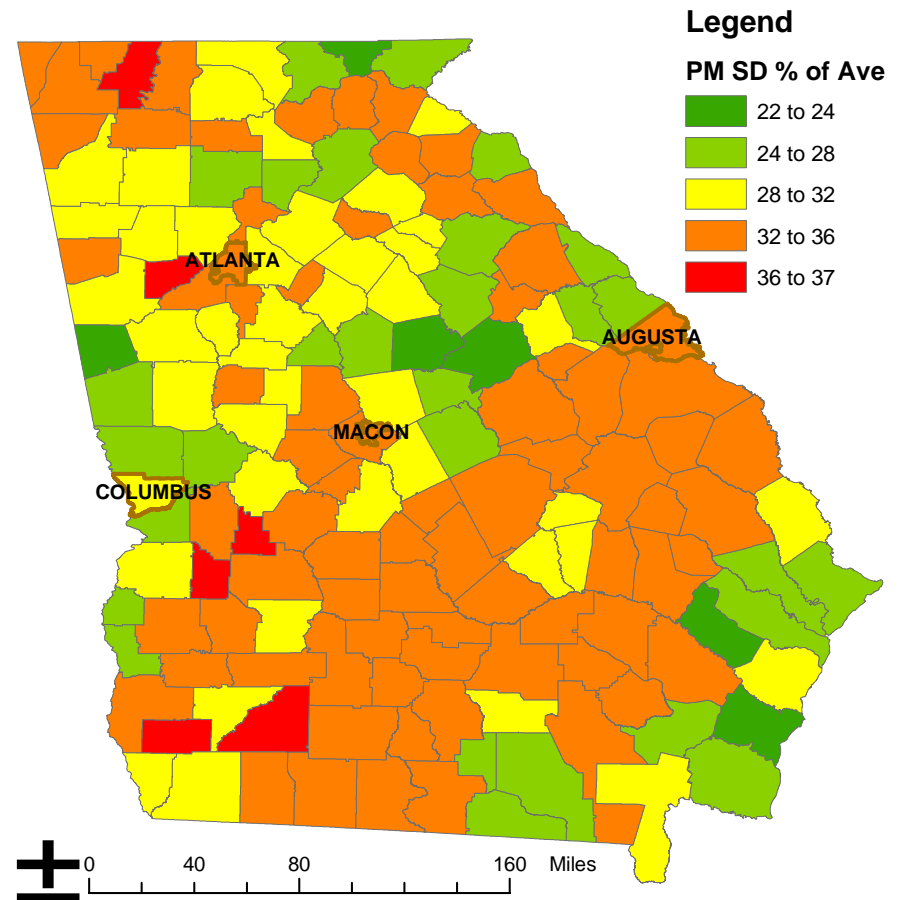 Legend
PM SD % of Ave
22 to 24
24 to 28
28 to 32
32 to 36
36 to 37
ATLANTA
AUGUSTA
MACON
COLUMBUS
0 40 80 160 Miles